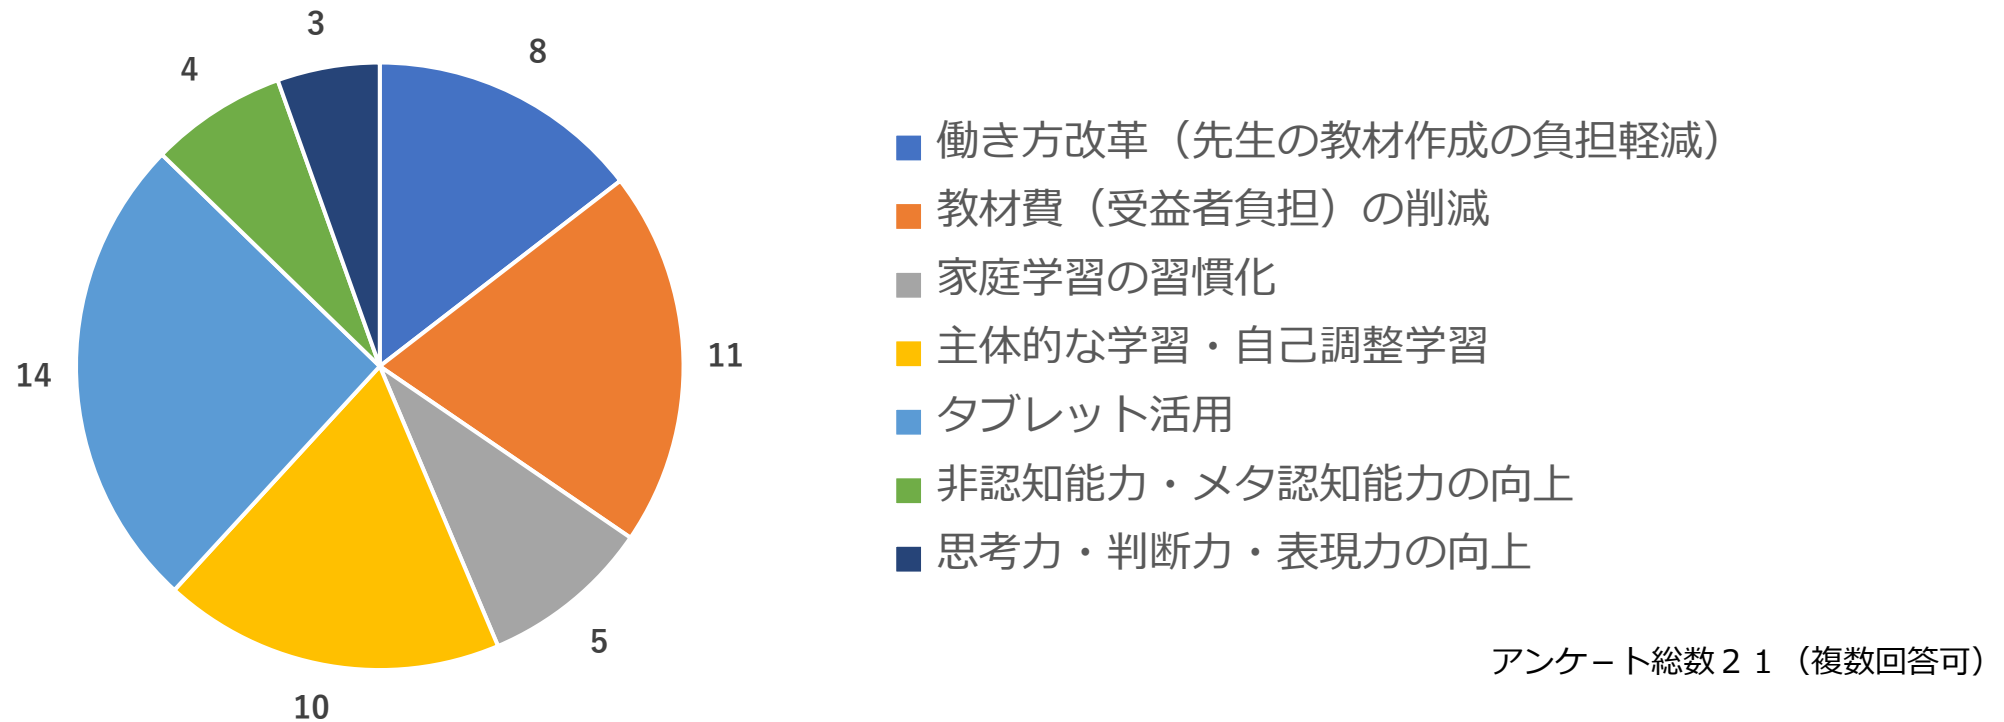 3
8
4
11
14
5
10
働き方改革（先生の教材作成の負担軽減）
教材費（受益者負担）の削減
家庭学習の習慣化
主体的な学習・自己調整学習
タブレット活用
非認知能力・メタ認知能力の向上
思考力・判断力・表現力の向上
アンケ－ト総数２１（複数回答可）